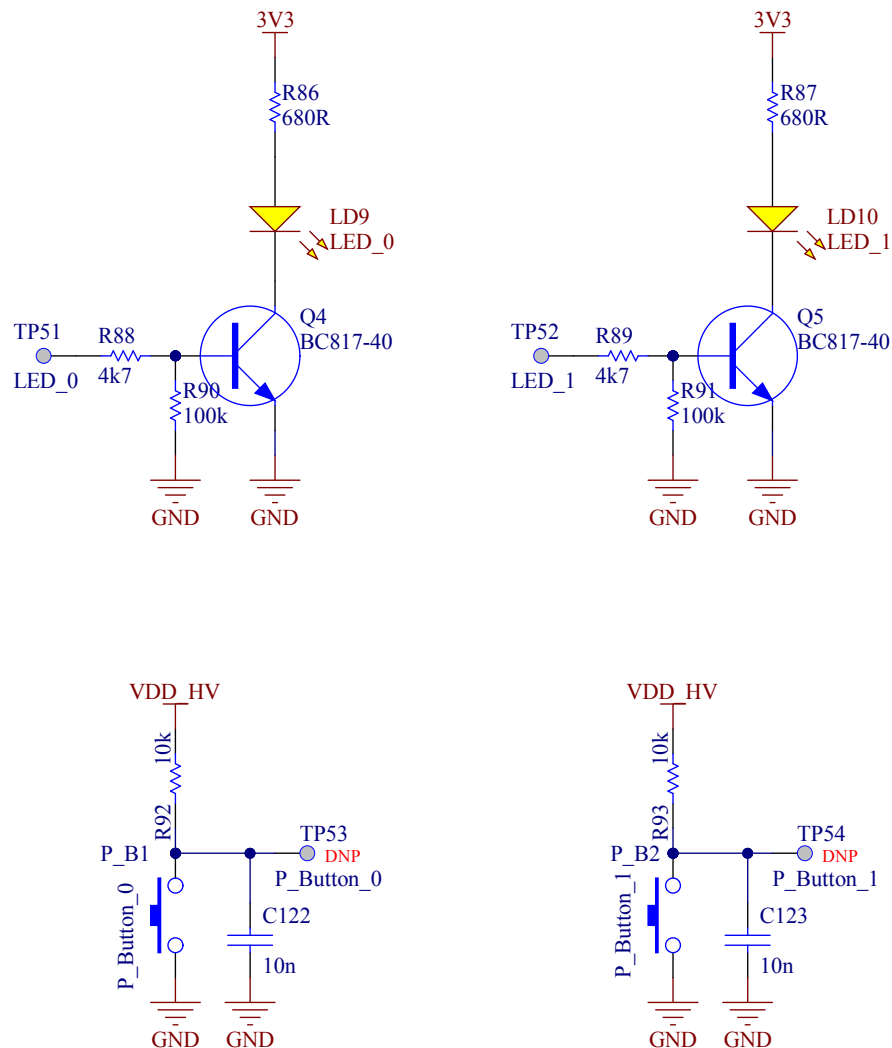 3V3
R86
680R
LD9
LED_0
Q4
BC817-40
TP51
LED_0
R88
4k7
R90
100k
GND
GND
3V3
R87
680R
LD10
LED_1
Q5
BC817-40
TP52
LED_1
R89
4k7
R91
100k
GND
GND
VDD_HV
10k
R92
P_B1
P_Button_0
TP53
DNP
P_Button_0
C122
10n
GND
GND
VDD_HV
10k
R93
P_B2
P_Button_1
TP54
DNP
P_Button_1
C123
10n
GND
GND